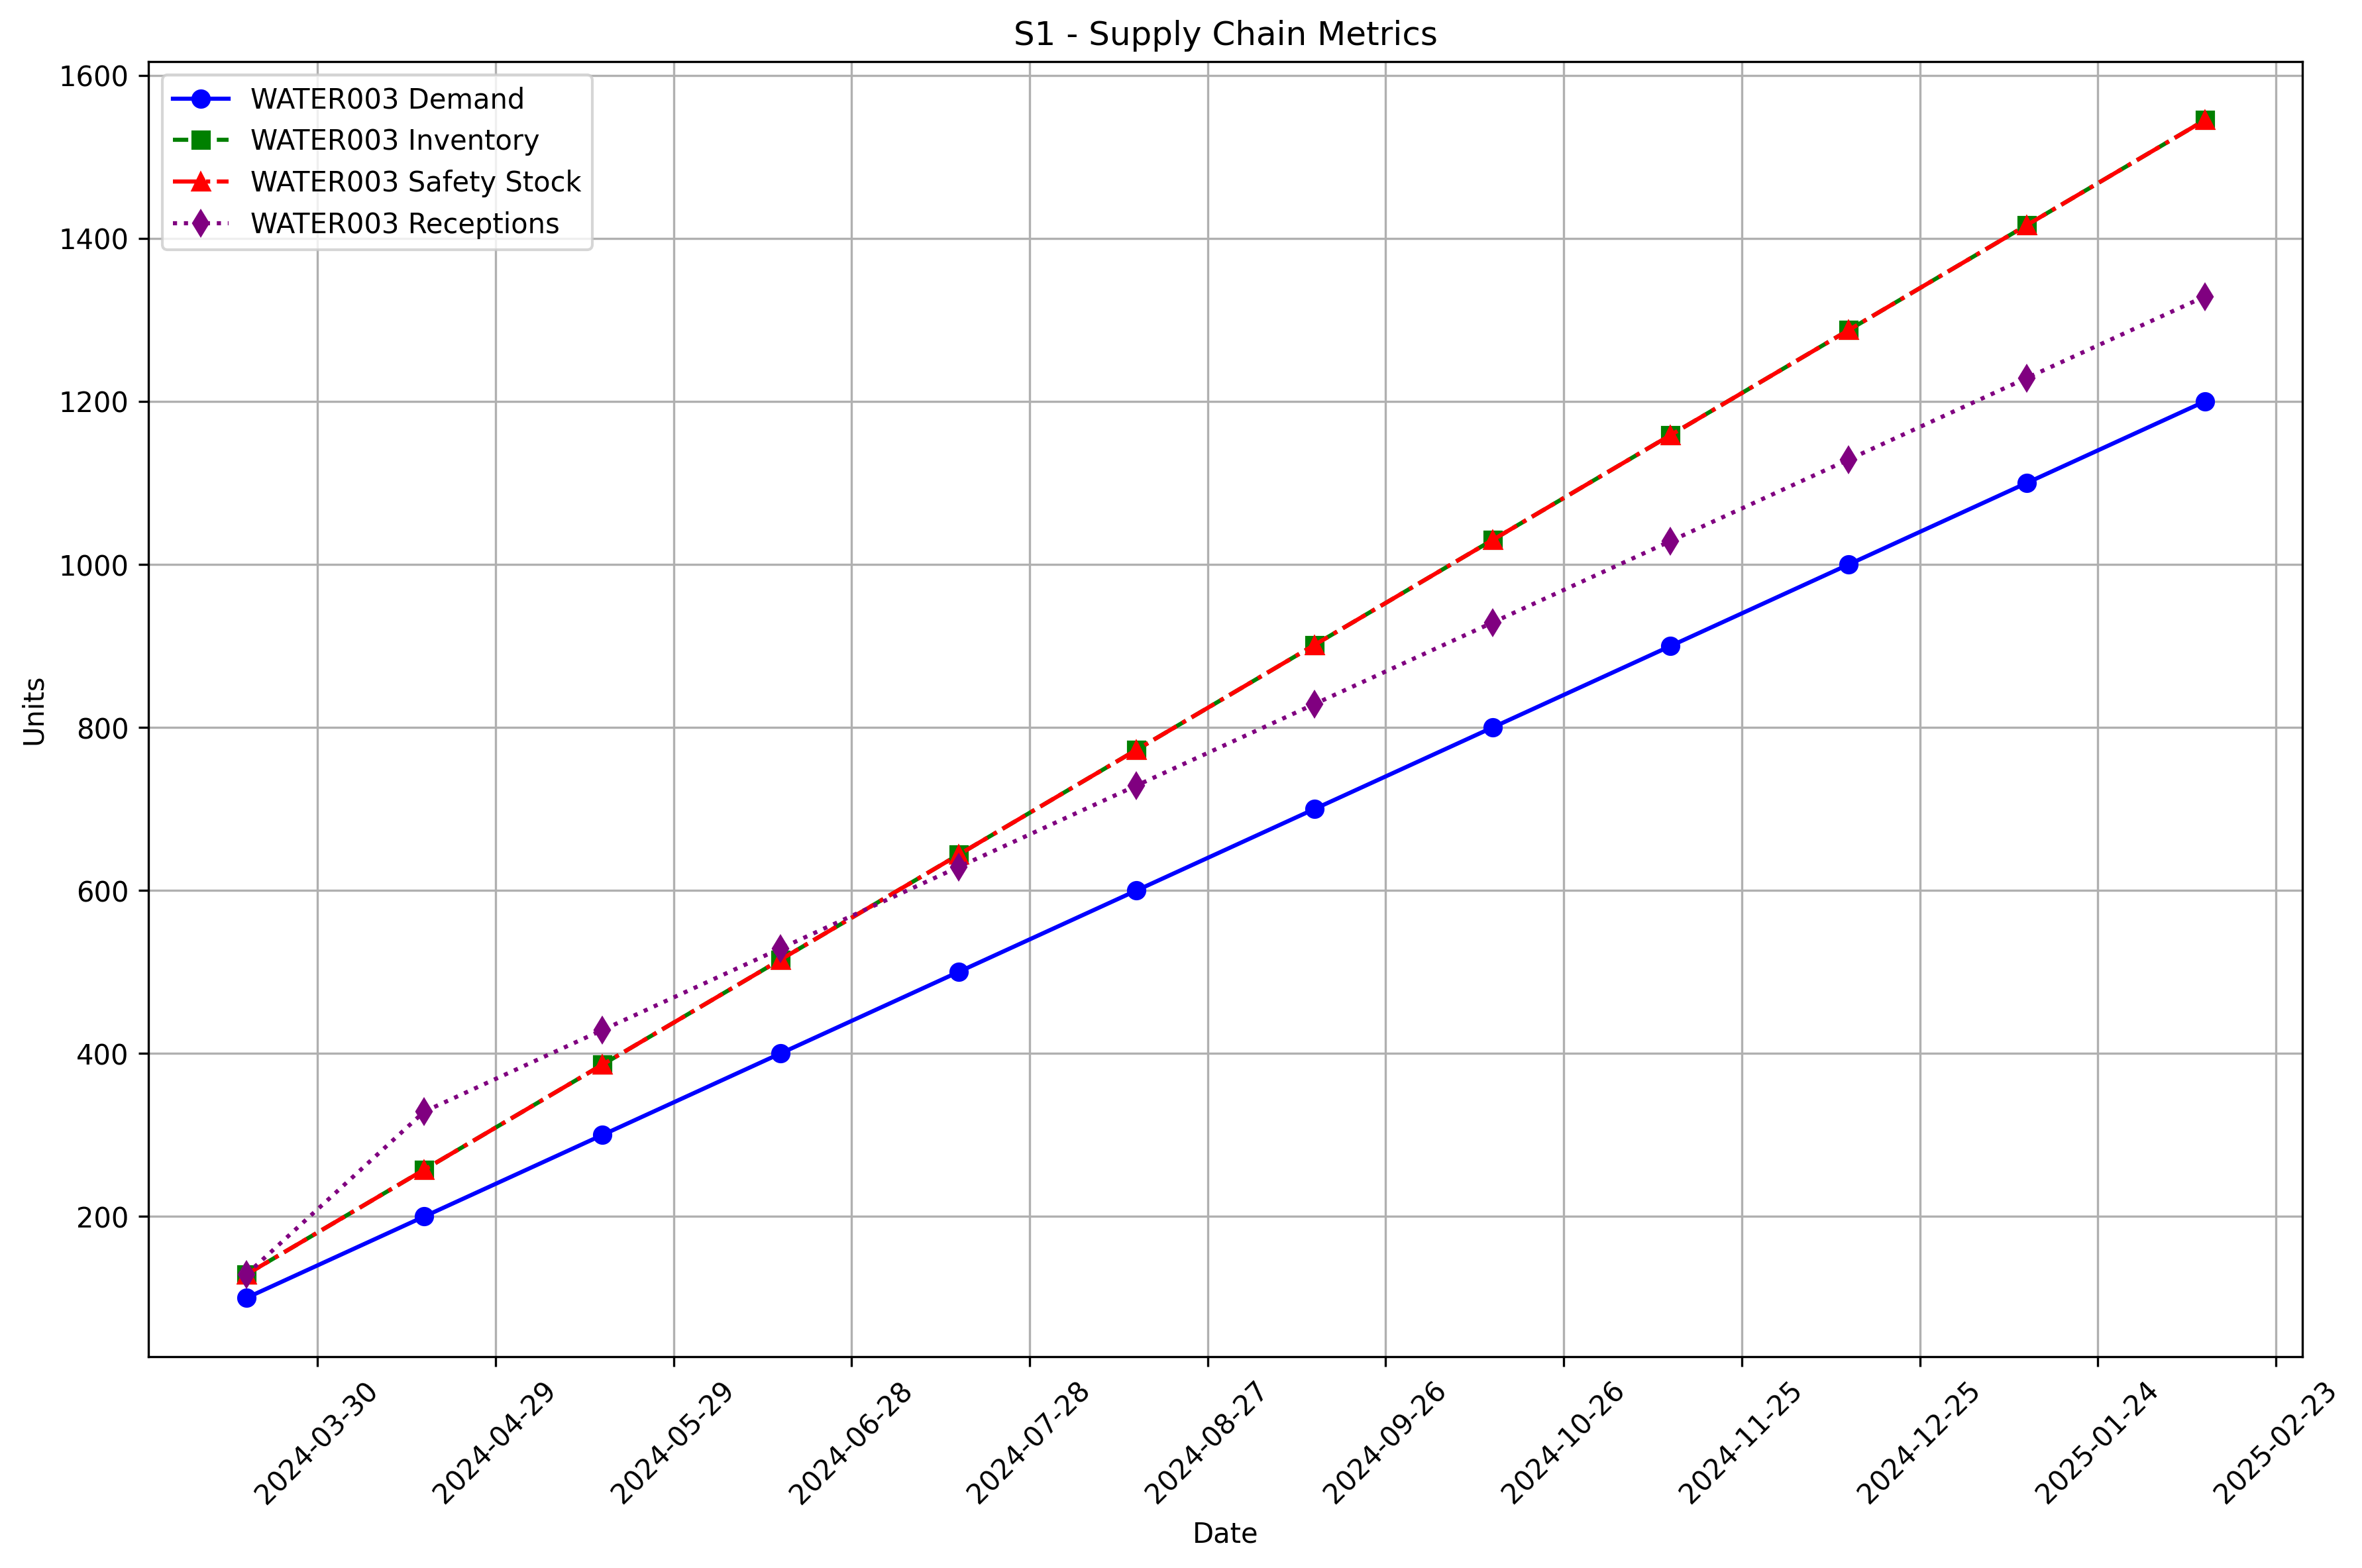 S1 - Supply Chain Metrics
WATER003 Demand
WATER003 Inventory
WATER003 Safety Stock
WATER003 Receptions
Units
1600
1400
1200
1000
800
600
400
200
2024-03-30
2024-04-29
2024-05-29
2024-06-28
2024-07-28
2024-08-27
2024-09-26
2024-10-26
2024-11-25
2024-12-25
2025-01-24
2025-02-23
Date